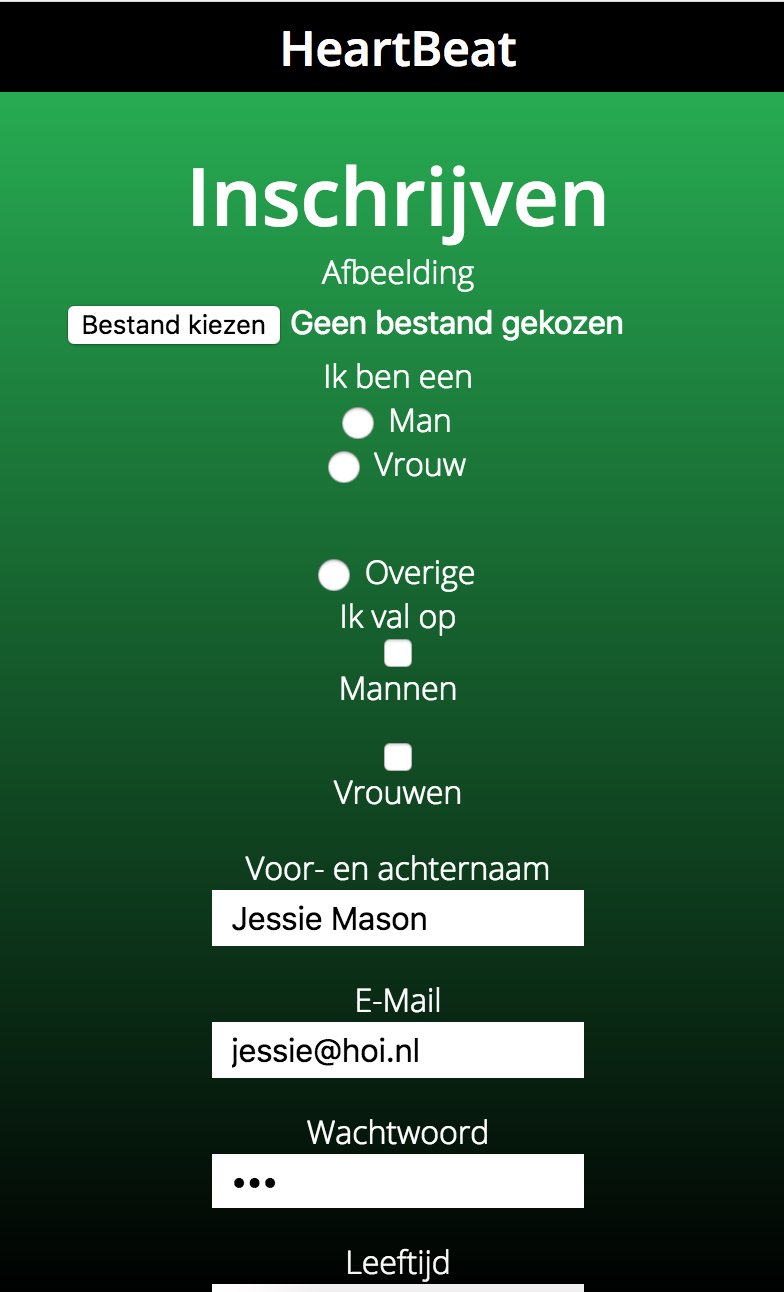 HeartBeat
Inschrijven
Afbeelding
Bestand kiezen Geen bestand gekozen
Ik ben een
Man
Vrouw
Overige
Ik val op
Mannen
Vrouwen
Voor- en achternaam
Jessie Mason
E-Mail
jessie@hoi.nl
Wachtwoord
•••
Leeftijd